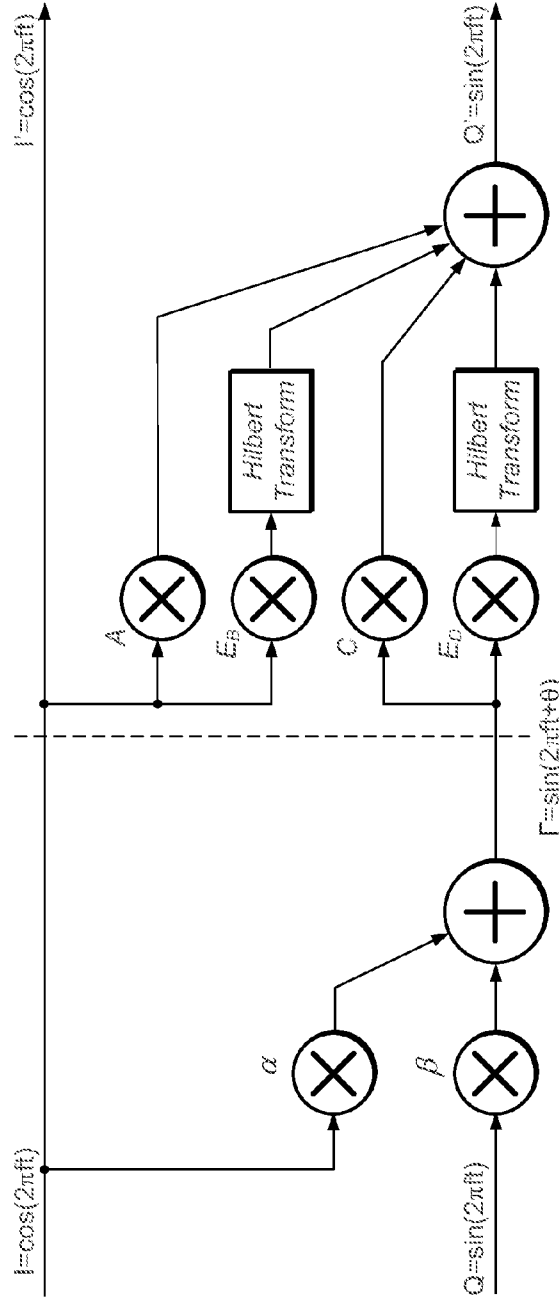 I=cos(2πft)
I'=cos(2πft)
A
E_B
Hilbert
Transform
α
C
β
E_D
Hilbert
Transform
Q=sin(2πft)
Γ=sin(2πft+θ)
Q'=sin(2πft)